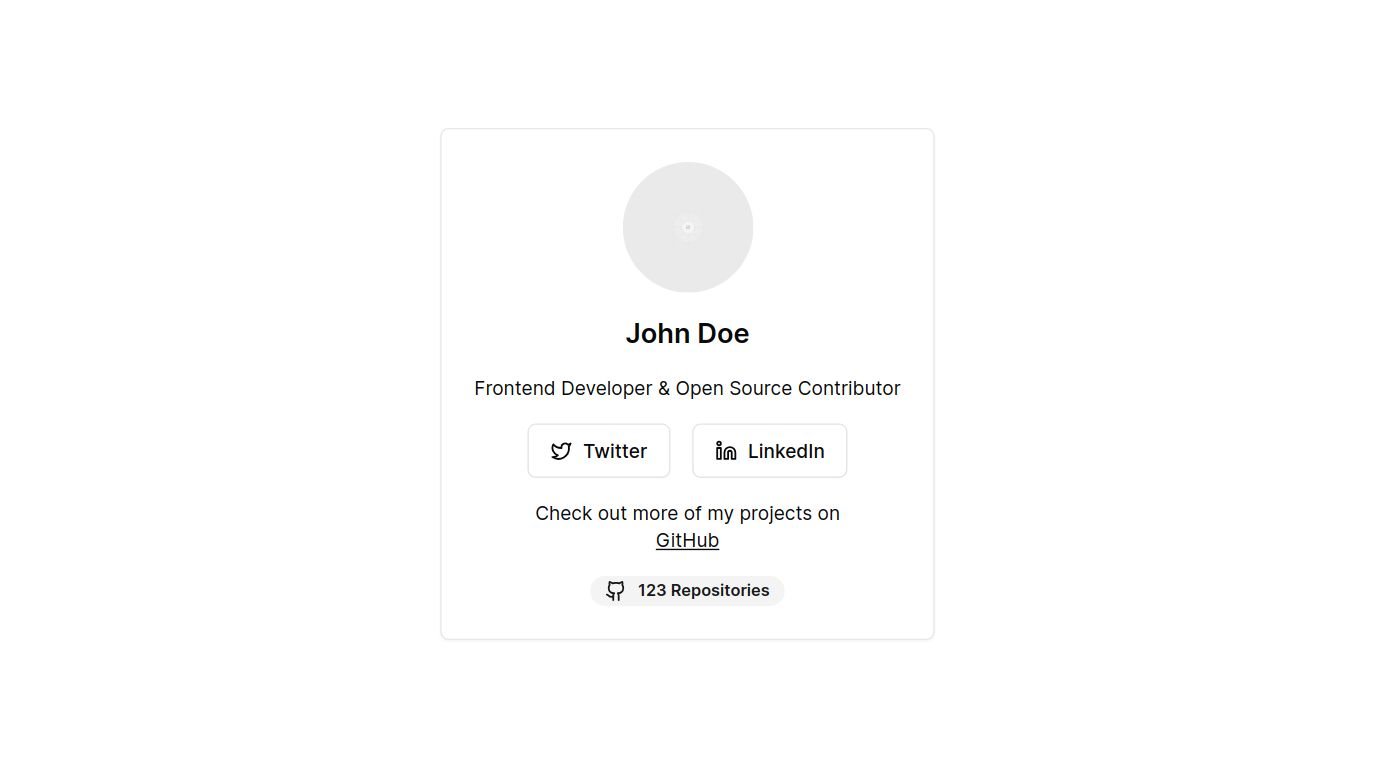 John Doe
Frontend Developer & Open Source Contributor
Twitter
LinkedIn
Check out more of my projects on
GitHub
123 Repositories